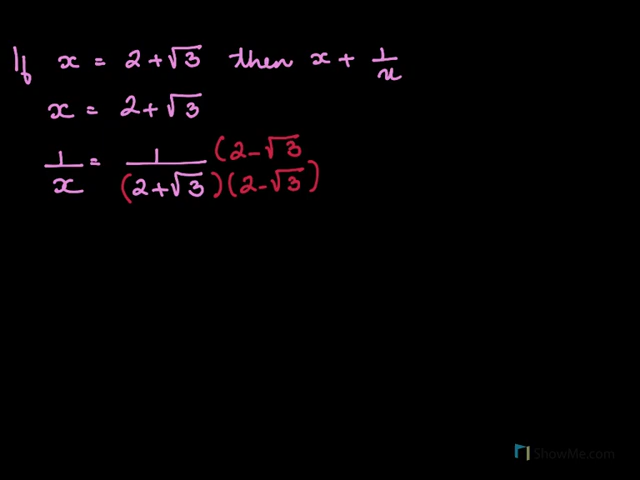 If x = 2 + √3 then x + 1/x
x = 2 + √3
1/x = 1 (2 - √3 / (2 + √3)(2 - √3)
ShowMe.com